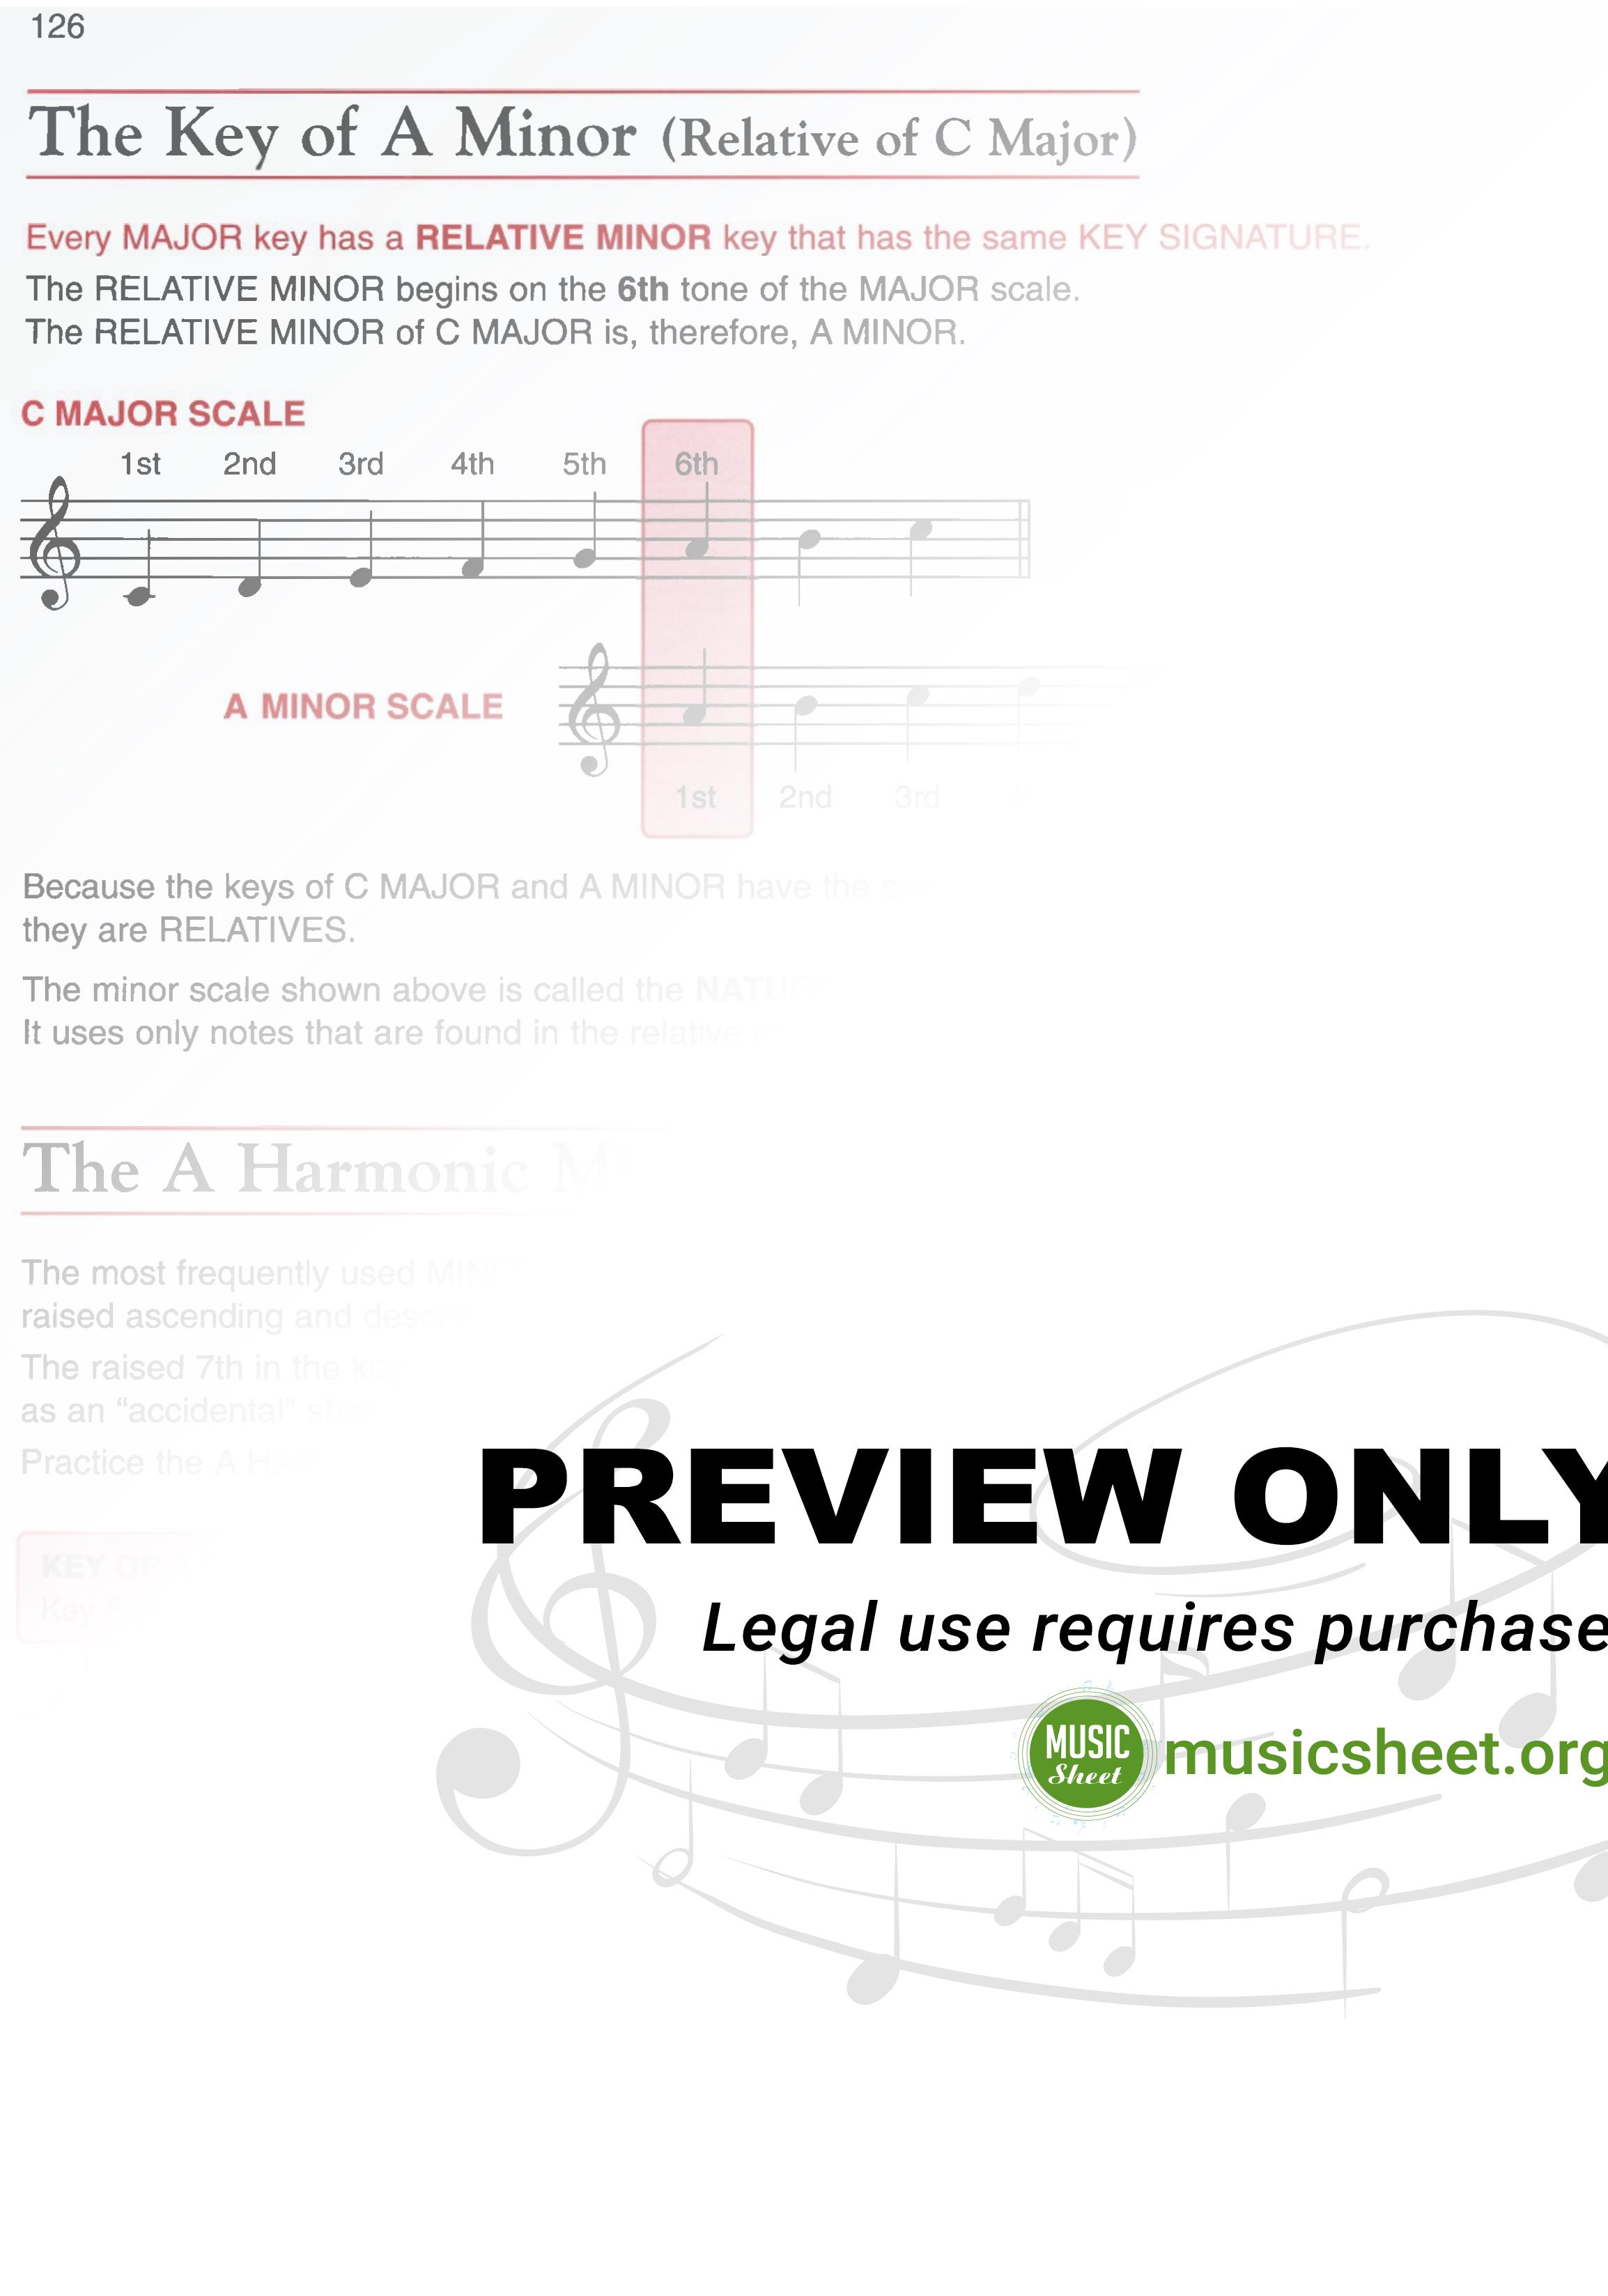 126
The Key of A Minor (Relative of C Major)
Every MAJOR key has a RELATIVE MINOR key that has the same KEY SIGNATURE.
The RELATIVE MINOR begins on the 6th tone of the MAJOR scale.
The RELATIVE MINOR of C MAJOR is, therefore, A MINOR.
C MAJOR SCALE
1st 2nd 3rd 4th 5th 6th
A MINOR SCALE
1st 2nd 3rd
Because the keys of C MAJOR and A MINOR have the
they are RELATIVES.
The minor scale shown above is called the
It uses only notes that are found in the relative
The A Harmonic
The most frequently used
raised ascending and
The raised 7th in the
as an “accidental”
Practice the A
KEY OF A
Key
PREVIEW ONLY
Legal use requires purchase
MUSIC
Sheet
musicsheet.org